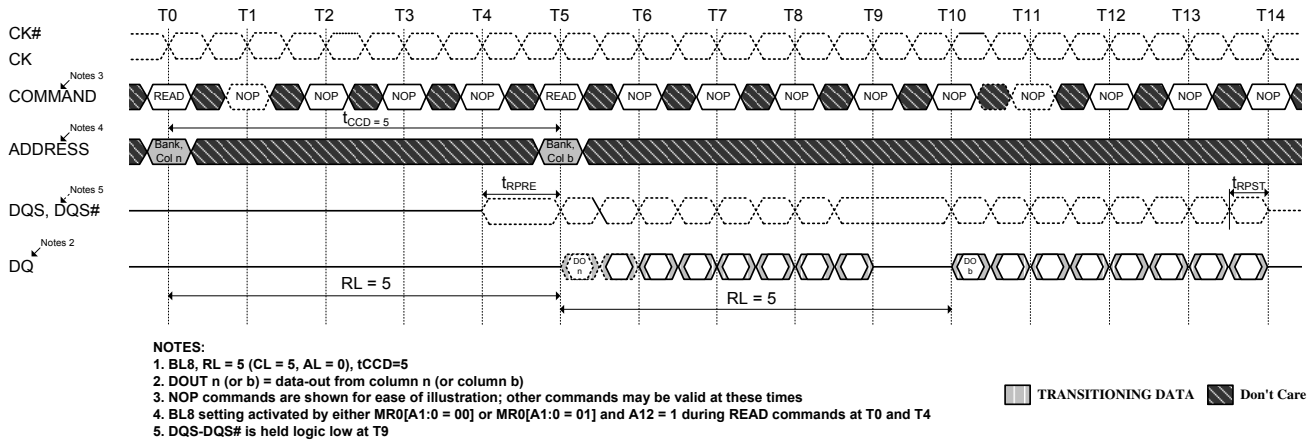 T0 T1 T2 T3 T4 T5 T6 T7 T8 T9 T10 T11 T12 T13 T14
CK#
CK
Notes 3
COMMAND
READ NOP NOP NOP NOP READ NOP NOP NOP NOP NOP NOP NOP NOP NOP
tCCD = 5
Notes 4
ADDRESS
Bank, Col n
Bank, Col b
tRPRE
tRPST
Notes 5
DQS, DQS#
Notes 2
DQ
DO n
DO b
RL = 5
RL = 5
NOTES:
1. BL8, RL = 5 (CL = 5, AL = 0), tCCD=5
2. DOUT n (or b) = data-out from column n (or column b)
3. NOP commands are shown for ease of illustration; other commands may be valid at these times
4. BL8 setting activated by either MR0[A1:0 = 00] or MR0[A1:0 = 01] and A12 = 1 during READ commands at T0 and T4
5. DQS-DQS# is held logic low at T9
TRANSITIONING DATA Don't Care